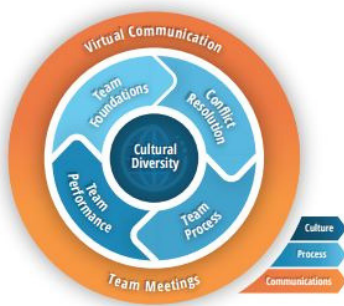 Virtual Communication
Team
Foundations
Conflict
Resolution
Cultural
Diversity
Team
Performance
Team
Process
Team Meetings
Culture
Process
Communications